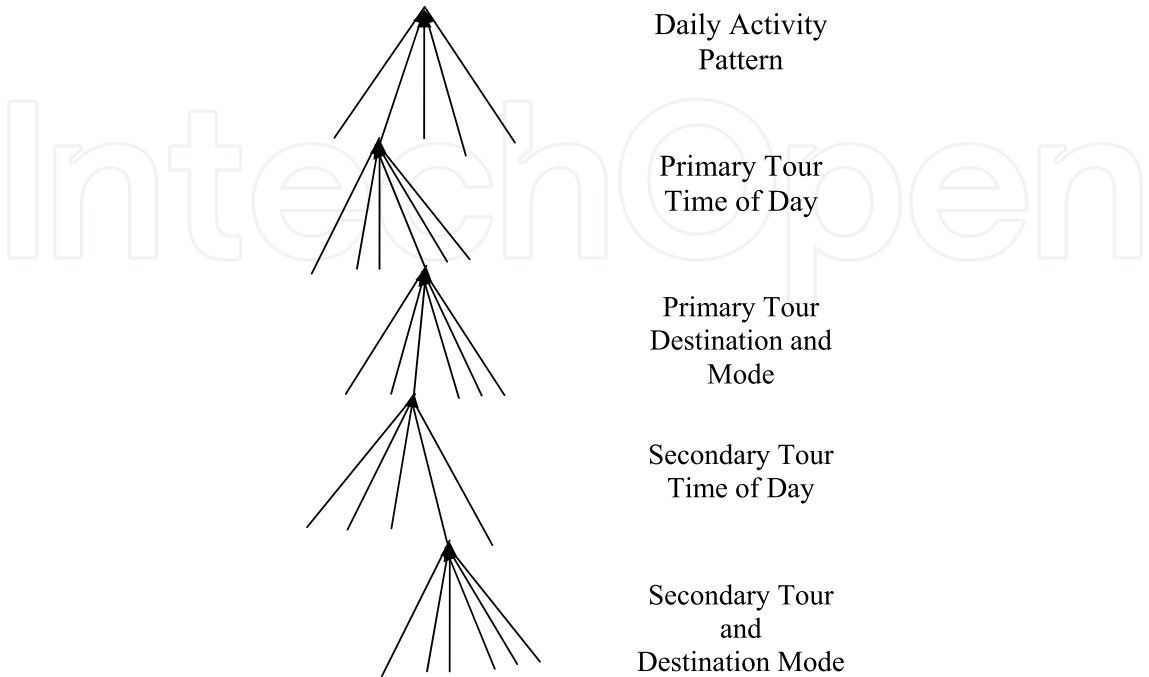 Daily Activity
Pattern
IntechOpen
Primary Tour
Time of Day
Primary Tour
Destination and
Mode
Secondary Tour
Time of Day
Secondary Tour
and
Destination Mode